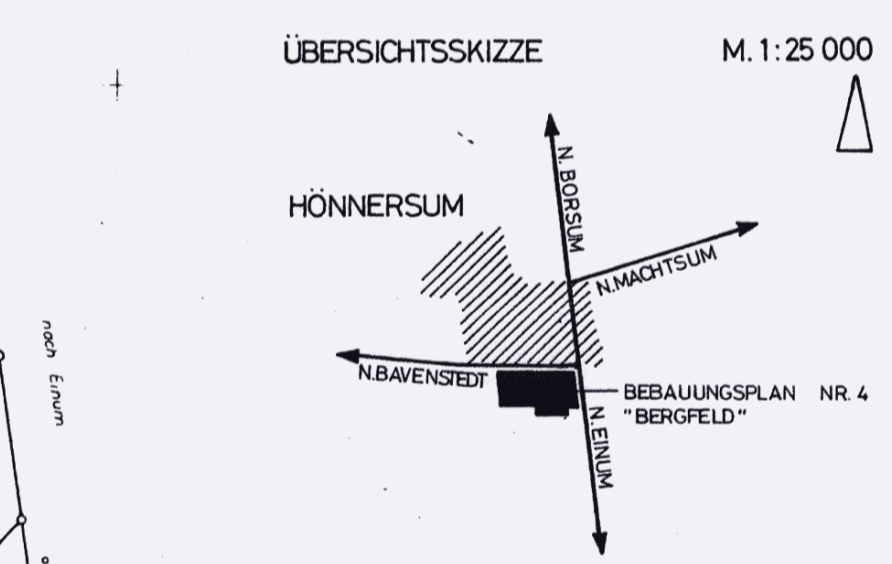 ÜBERSICHTSSKIZZE
M. 1:25 000
HÖNNERSUM
N. BORSUM
N.MACHTSUM
N.BAVENSTEDT
BEBAUUNGSPLAN NR. 4
"BERGFELD"
N.EINUM
nach Einum